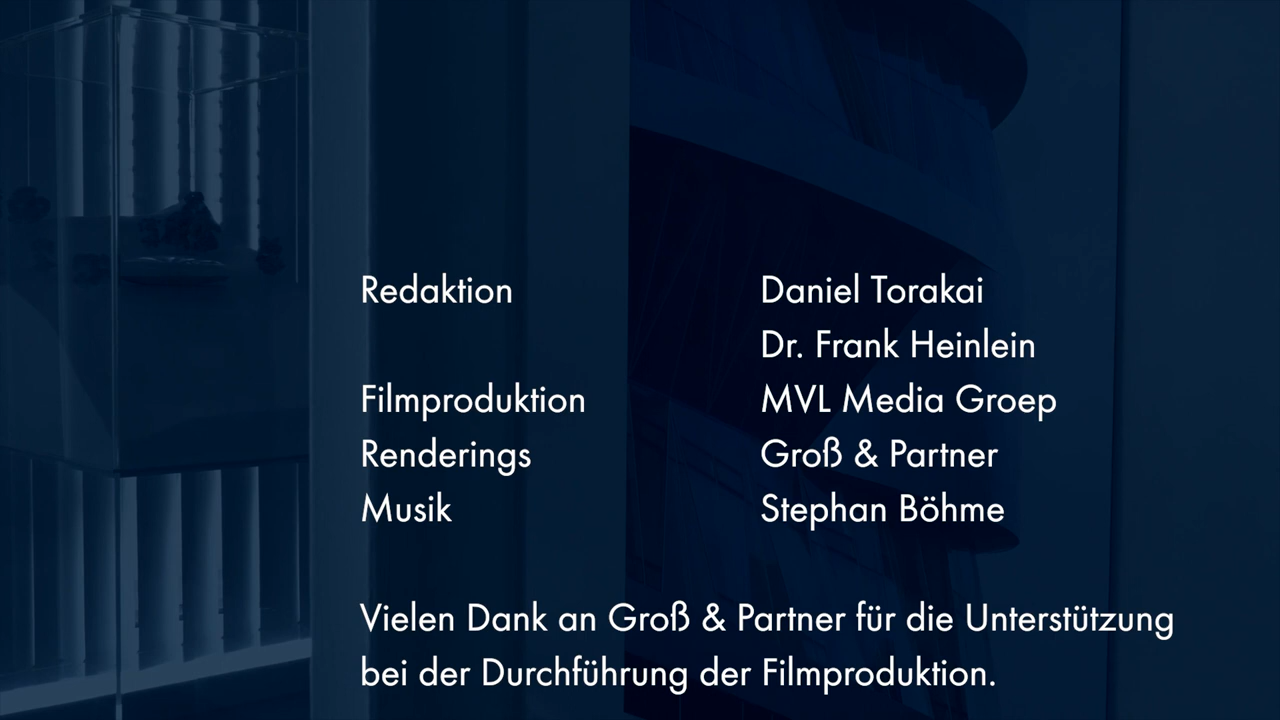 Redaktion Daniel Torakai
Dr. Frank Heinlein
Filmproduktion MVL Media Groep
Renderings Groß & Partner
Musik Stephan Böhme
Vielen Dank an Groß & Partner für die Unterstützung
bei der Durchführung der Filmproduktion.